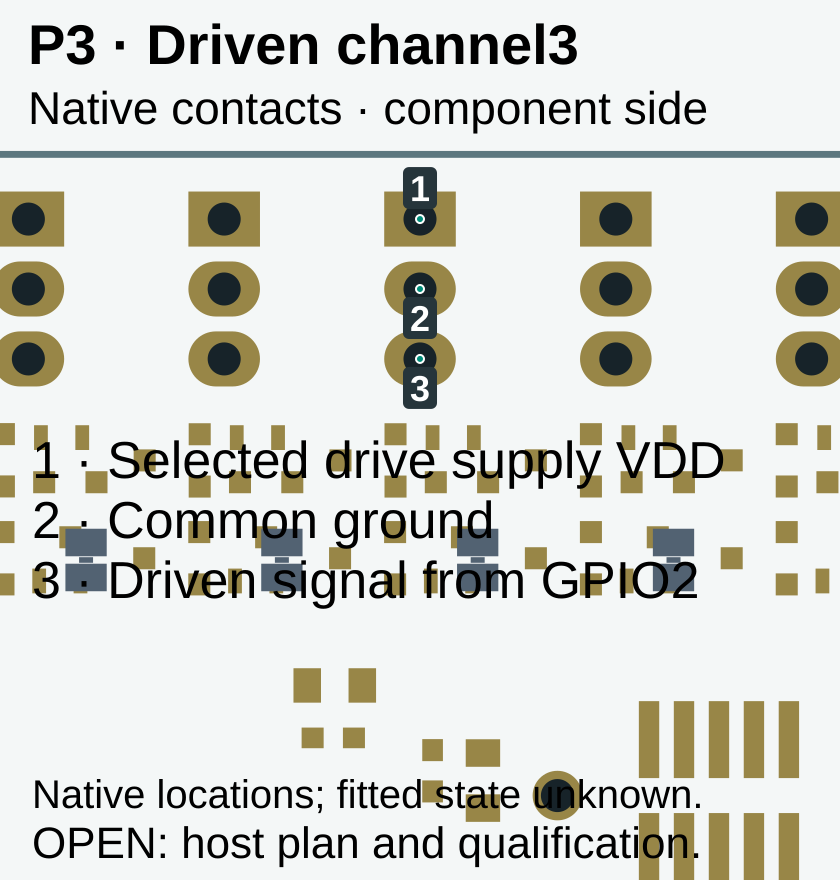 P3 · Driven channel3
Native contacts · component side
1
2
3
1 · Selected drive supply VDD
2 · Common ground
3 · Driven signal from GPIO2
Native locations; fitted state unknown.
OPEN: host plan and qualification.